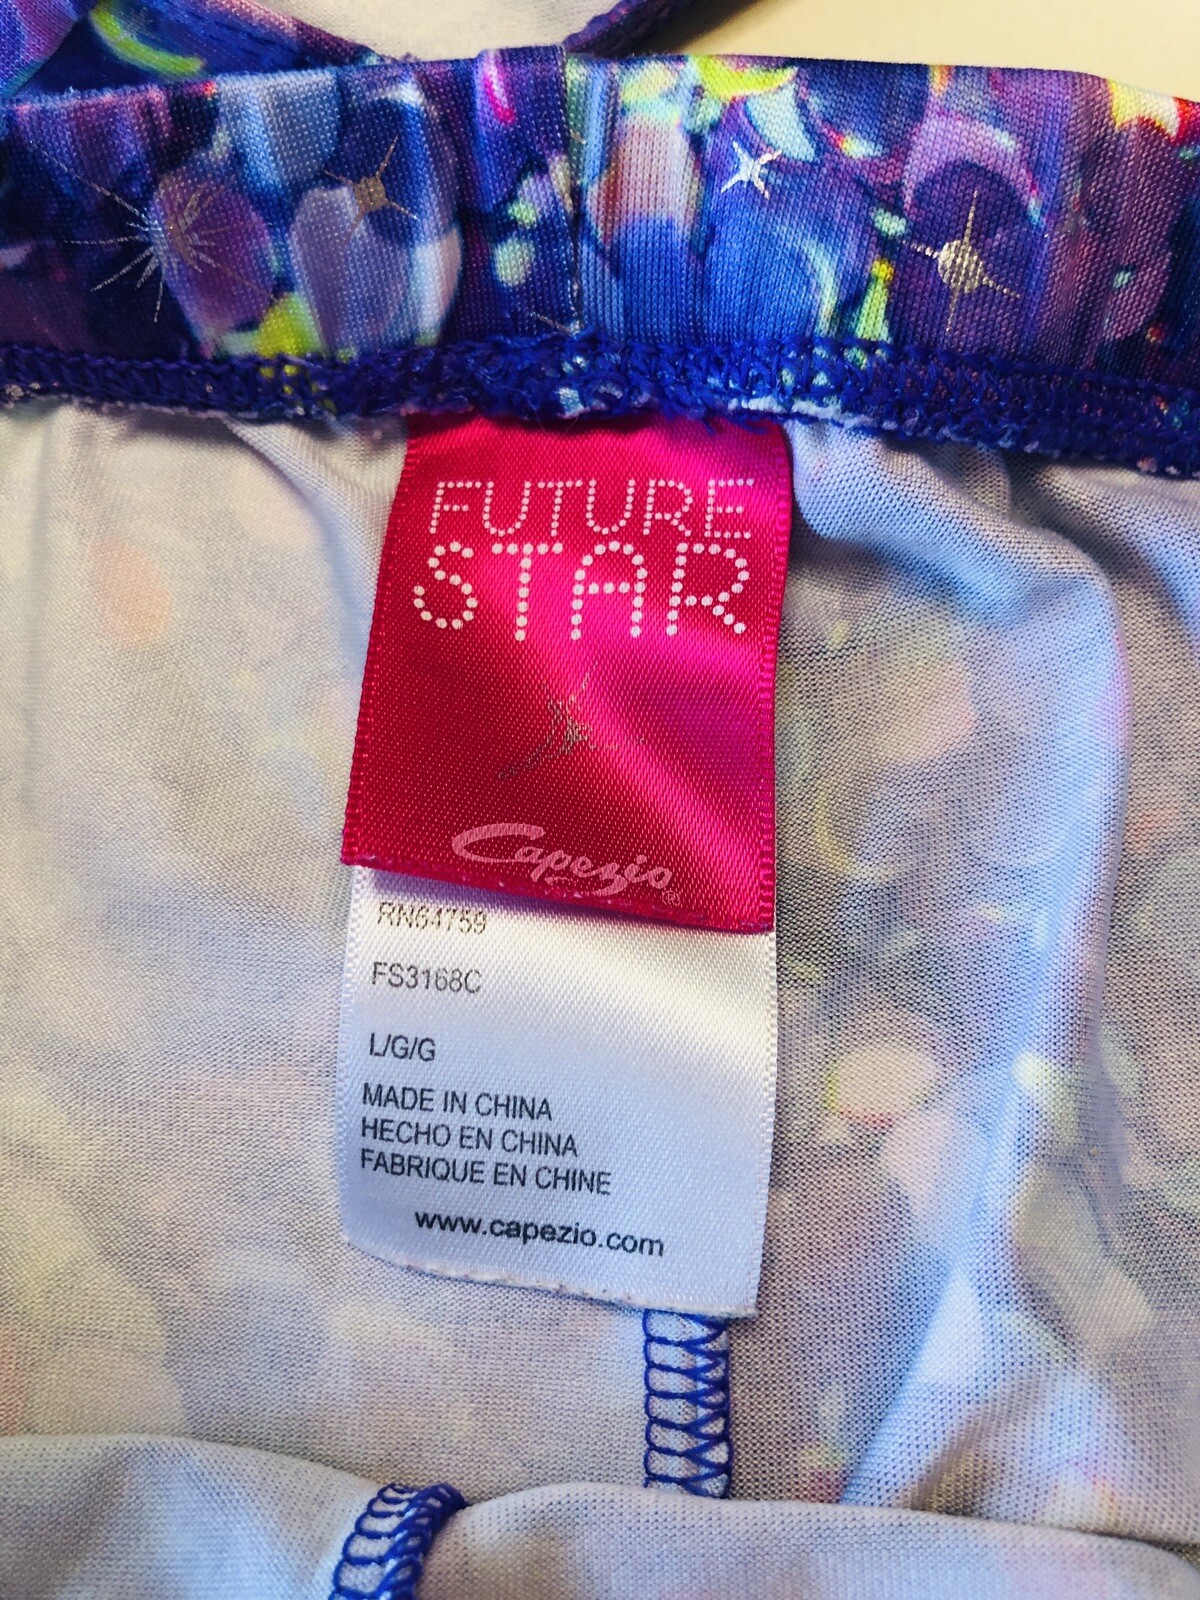 FUTURE
STAR
Capezio®
RN64759
FS3168C
L/G/G
MADE IN CHINA
HECHO EN CHINA
FABRIQUE EN CHINE
www.capezio.com